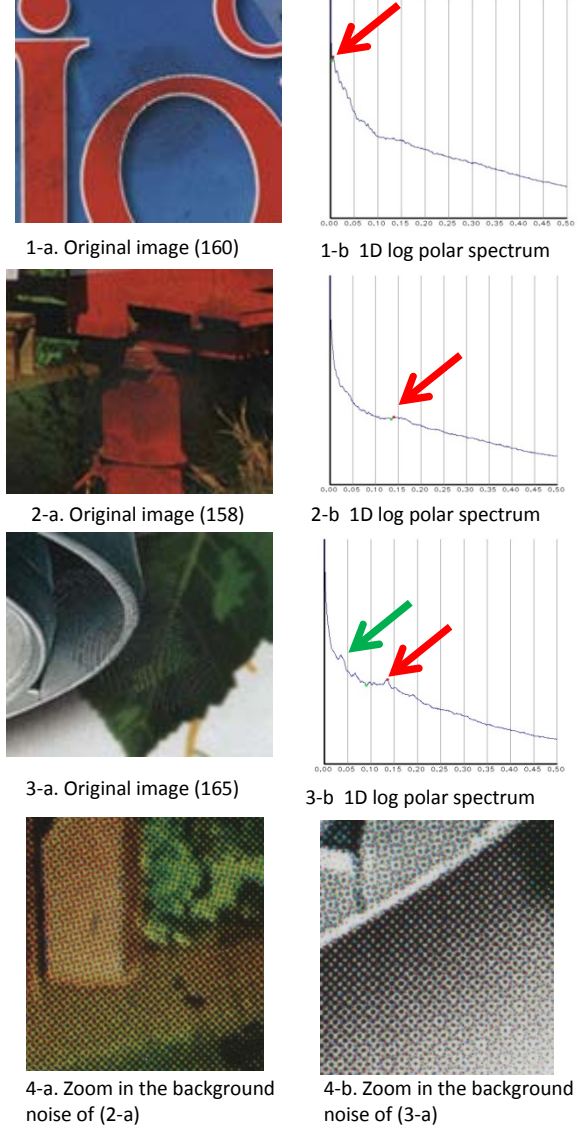 io
0.00 0.05 0.10 0.15 0.20 0.25 0.30 0.35 0.40 0.45 0.50
1-a. Original image (160)
1-b 1D log polar spectrum
0.00 0.05 0.10 0.15 0.20 0.25 0.30 0.35 0.40 0.45 0.50
2-a. Original image (158)
2-b 1D log polar spectrum
0.00 0.05 0.10 0.15 0.20 0.25 0.30 0.35 0.40 0.45 0.50
3-a. Original image (165)
3-b 1D log polar spectrum
4-a. Zoom in the background
noise of (2-a)
4-b. Zoom in the background
noise of (3-a)